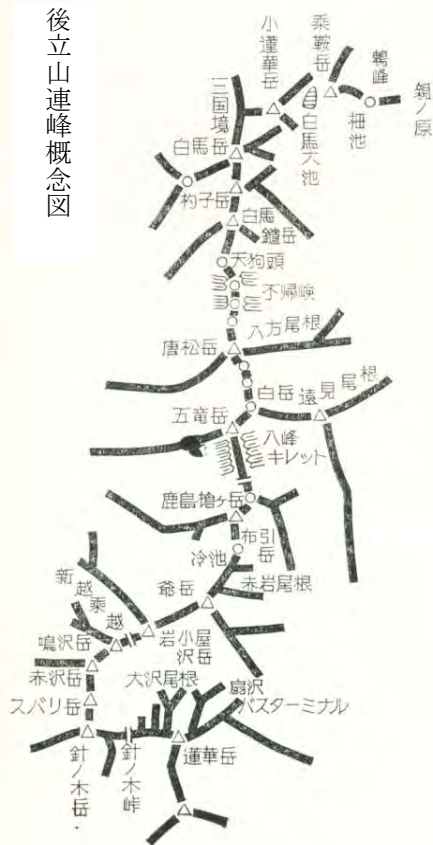 後立山連峰概念図
親ノ原
鵯峰
栂池
乗鞍岳
白馬大池
小蓮華岳
三国境
白馬岳
杓子岳
白馬鑓岳
天狗頭
不帰嶮
八方尾根
唐松岳
白岳
遠見尾根
五竜岳
八峰キレット
鹿島槍ヶ岳
布引岳
冷池
赤岩尾根
爺岳
新越乗越
岩小屋沢岳
鳴沢岳
赤沢岳
スバリ岳
大沢尾根
扇沢バスターミナル
蓮華岳
針ノ木峠
針ノ木岳